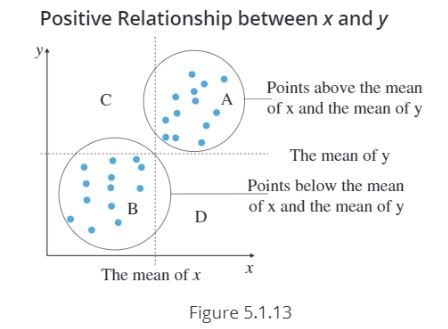 Positive Relationship between x and y
y
C
A
Points above the mean
of x and the mean of y
The mean of y
Points below the mean
of x and the mean of y
B
D
The mean of x
x
Figure 5.1.13